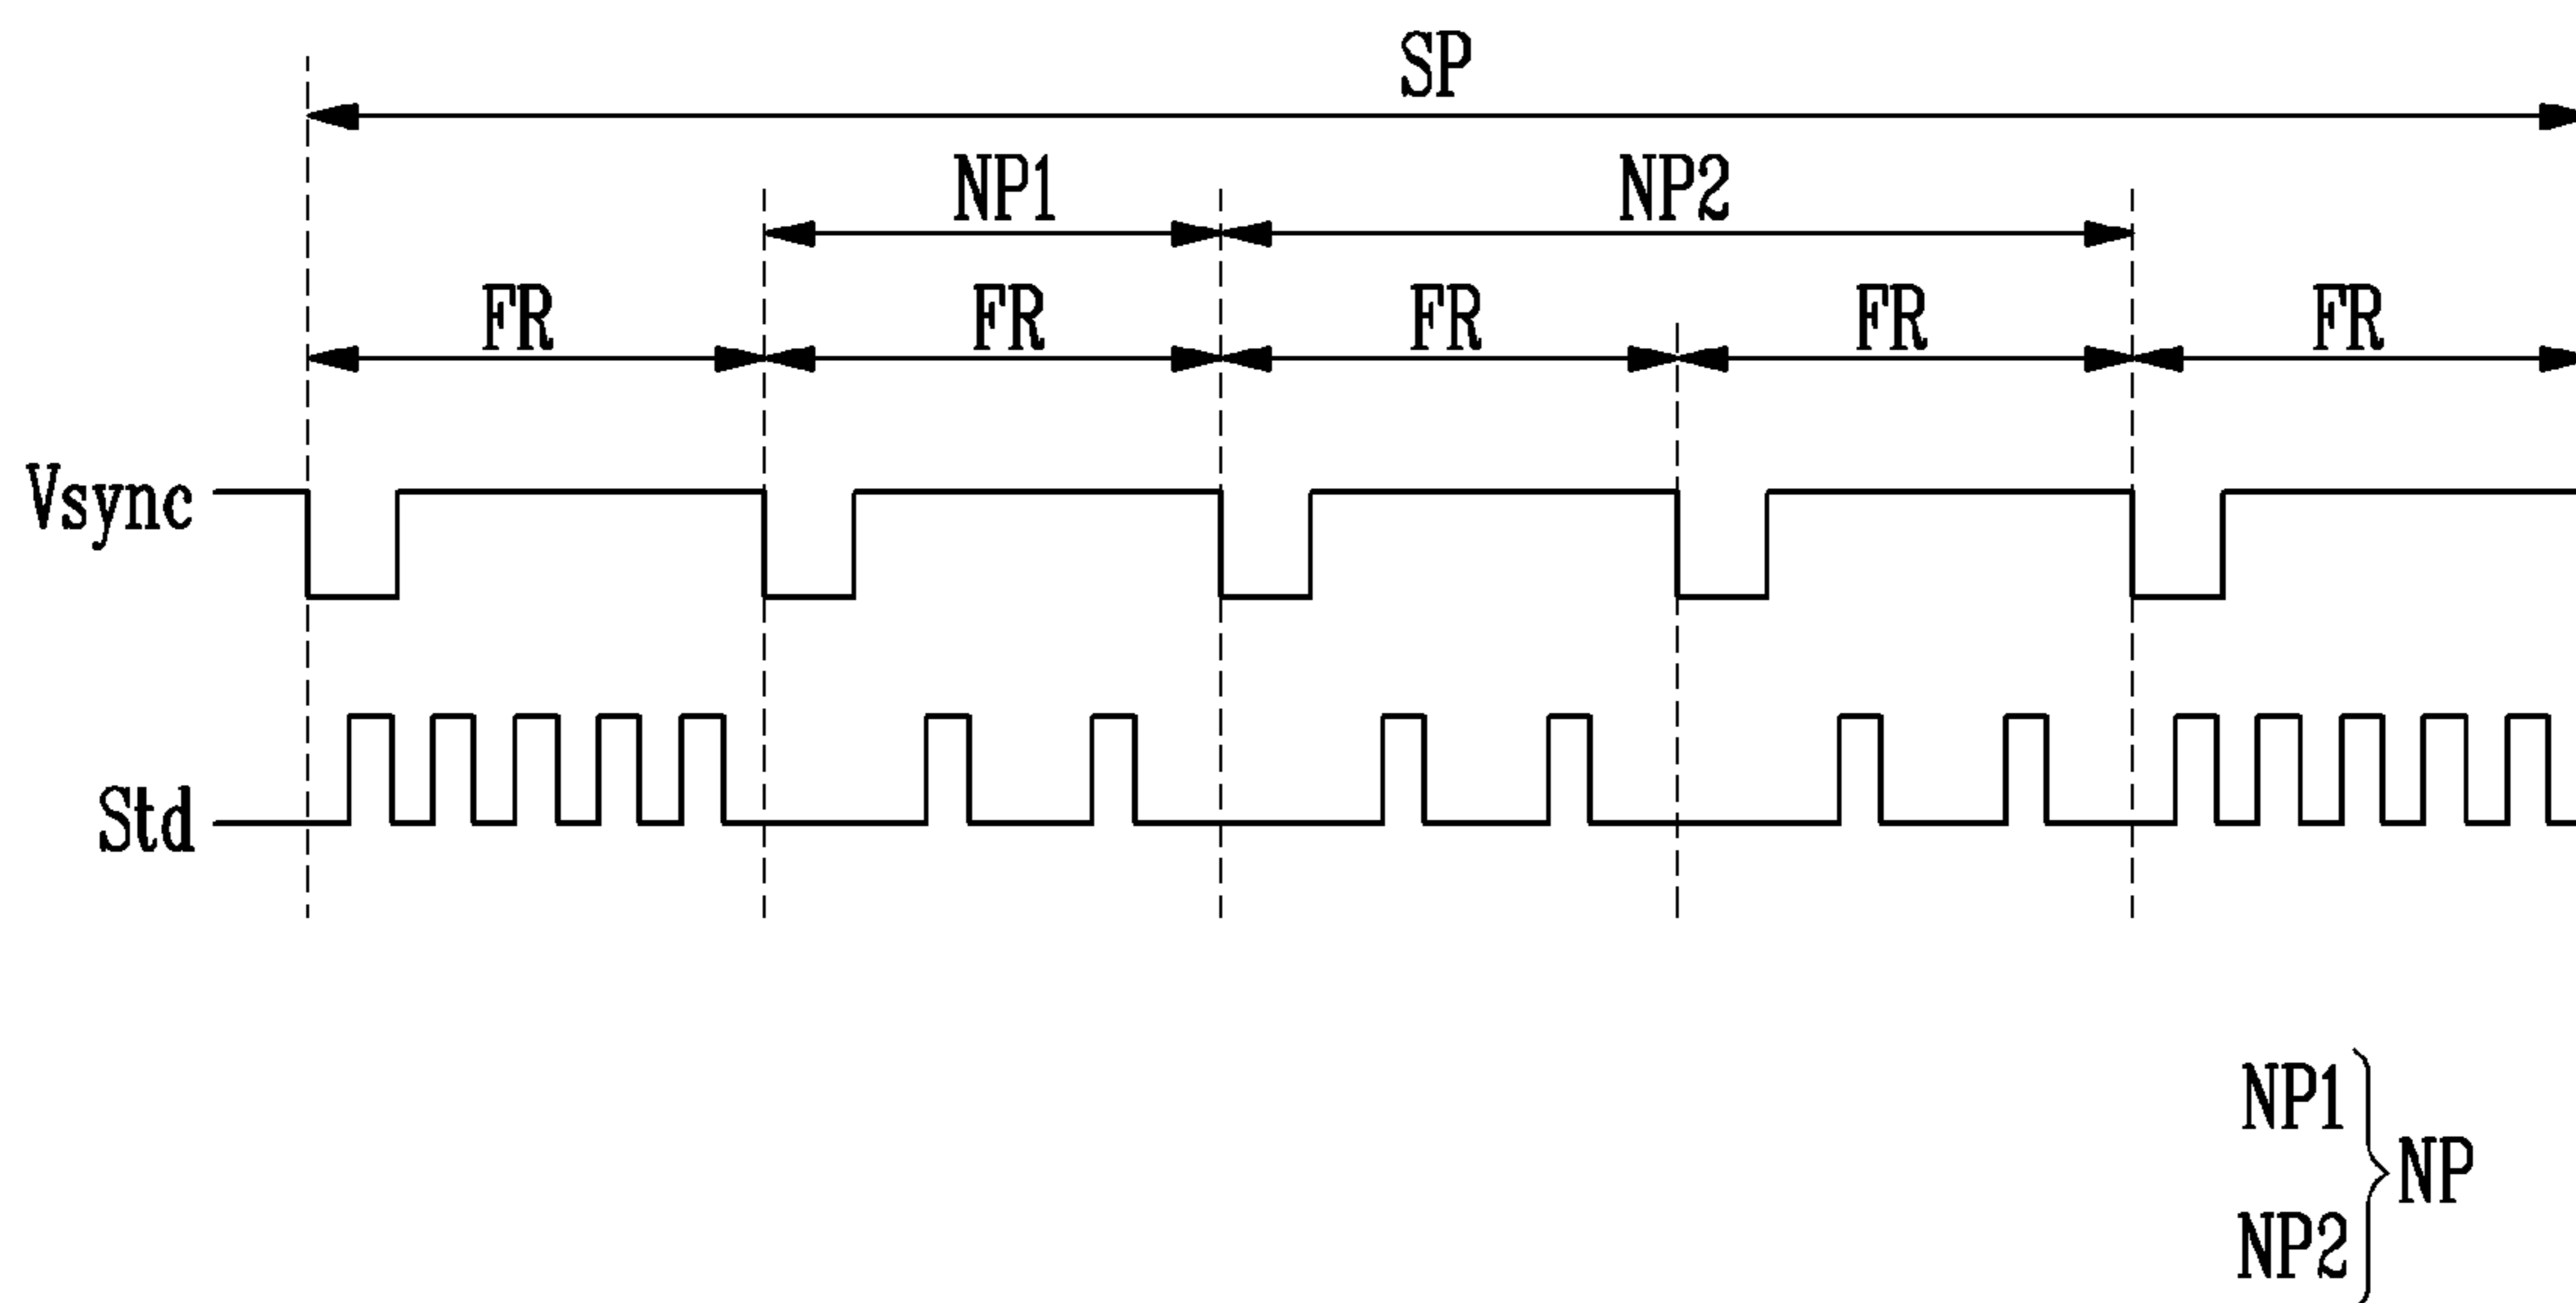 SP
NP1 NP2
FR FR FR FR FR
Vsync
Std
NP1
NP
NP2